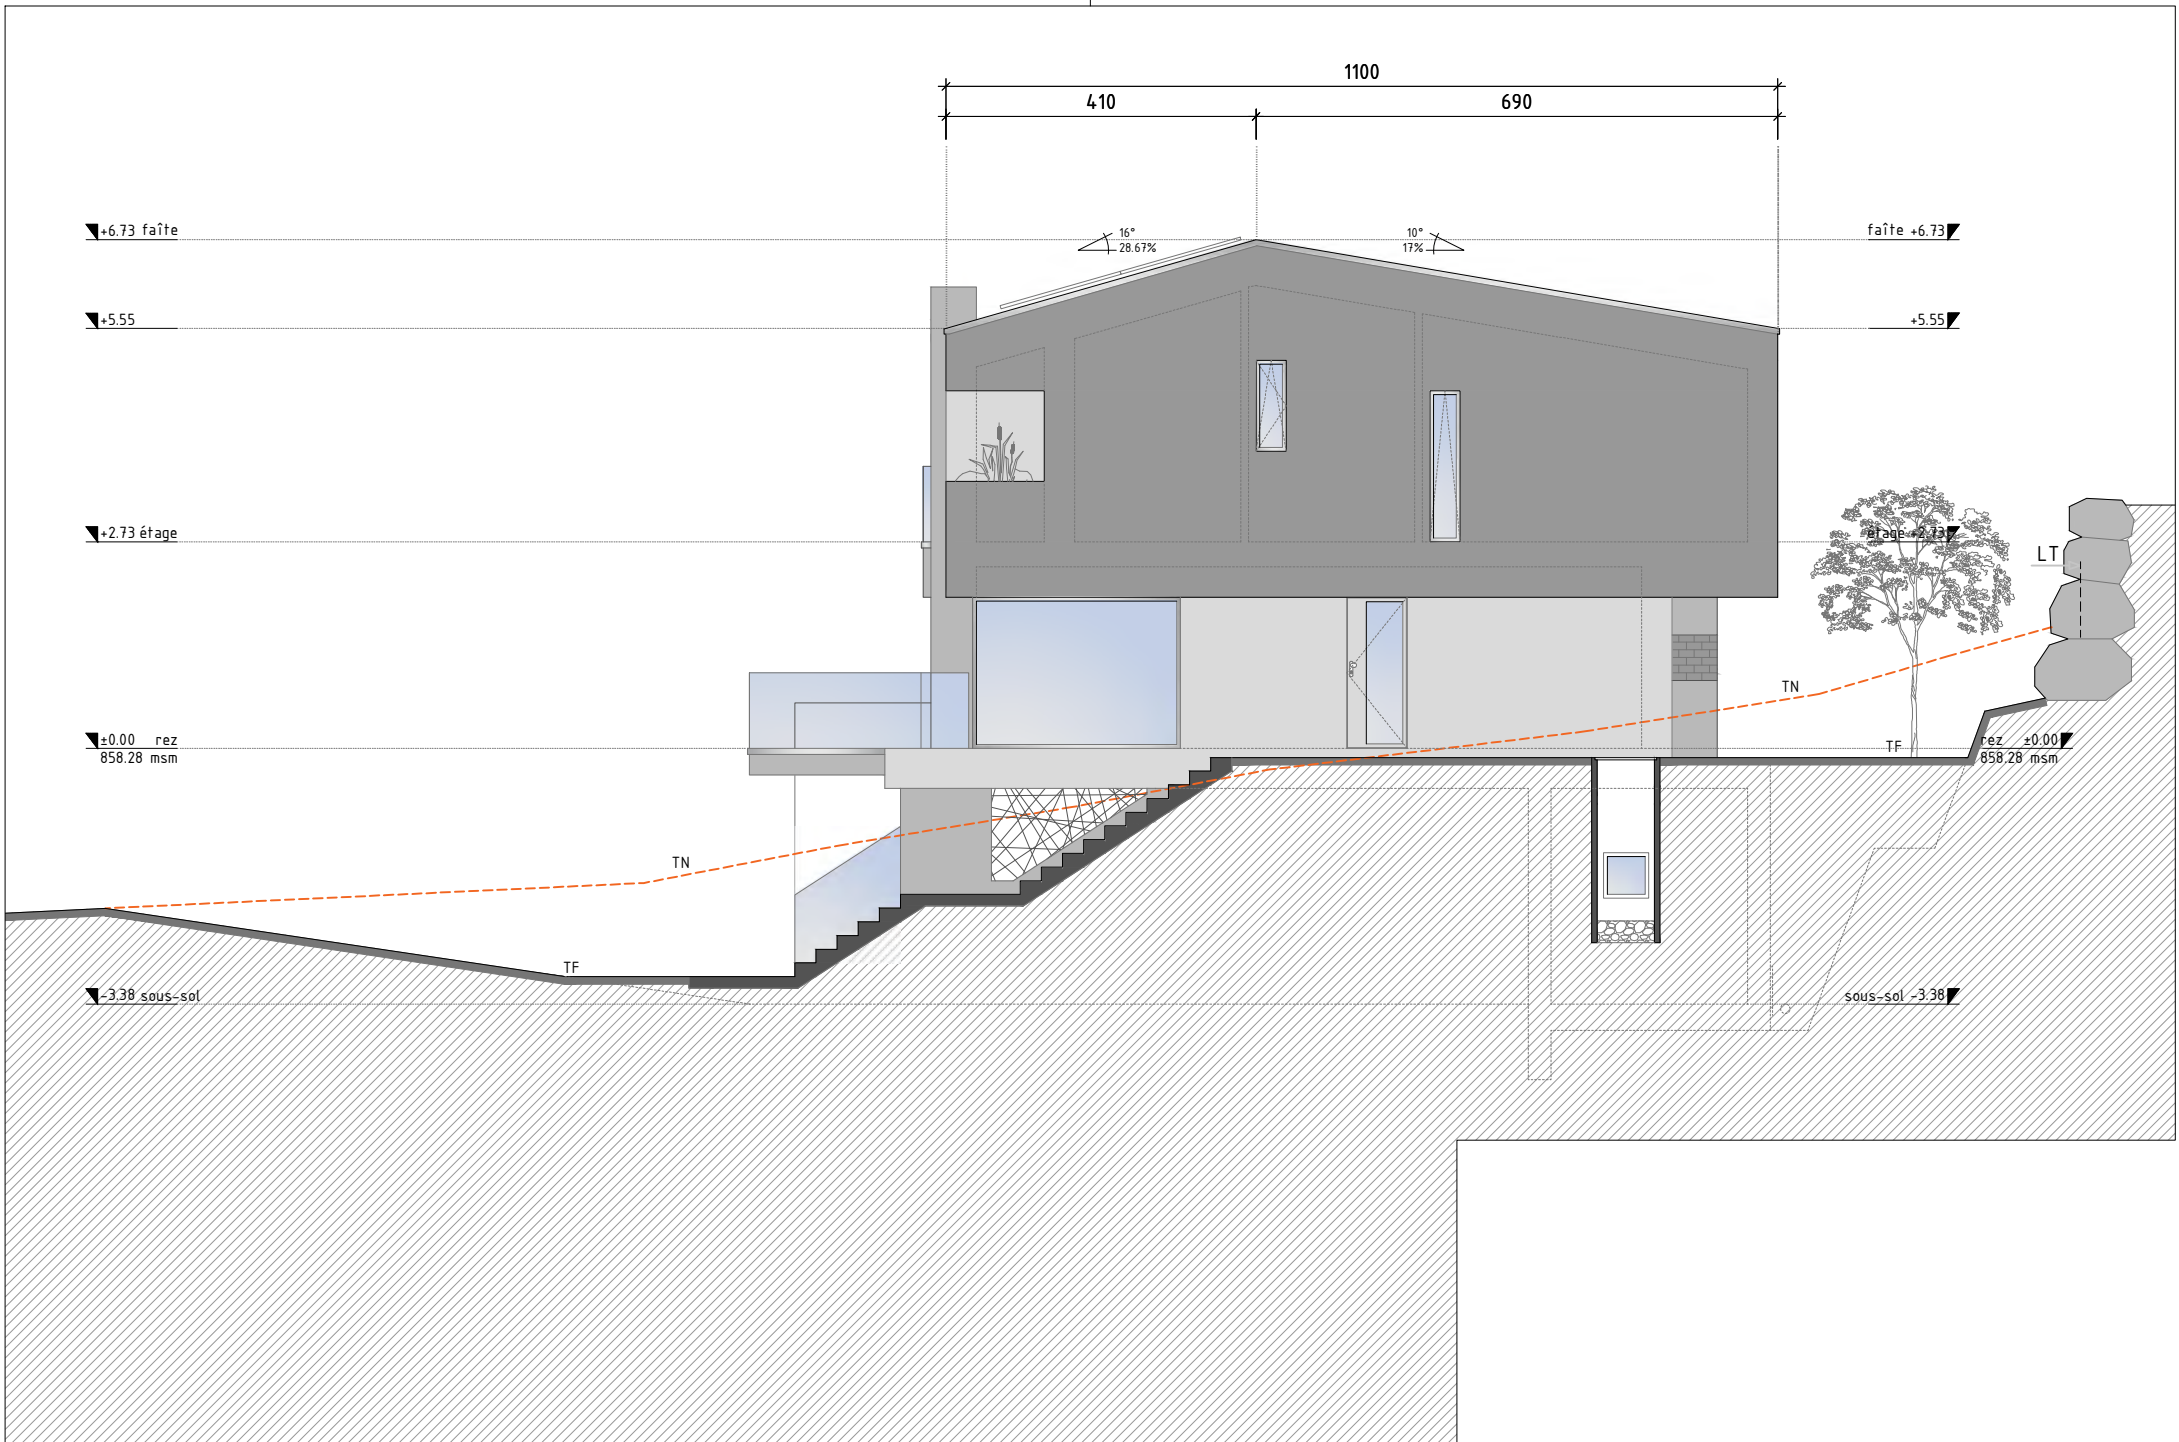 1100
410 690
16°
28.67%
10°
17%
+6.73 faîte
faîte +6.73
+5.55
+5.55
+2.73 étage
étage +2.73
LT
TN
±0.00 rez
858.28 msm
TF
rez ±0.00
858.28 msm
TN
TF
-3.38 sous-sol
sous-sol -3.38